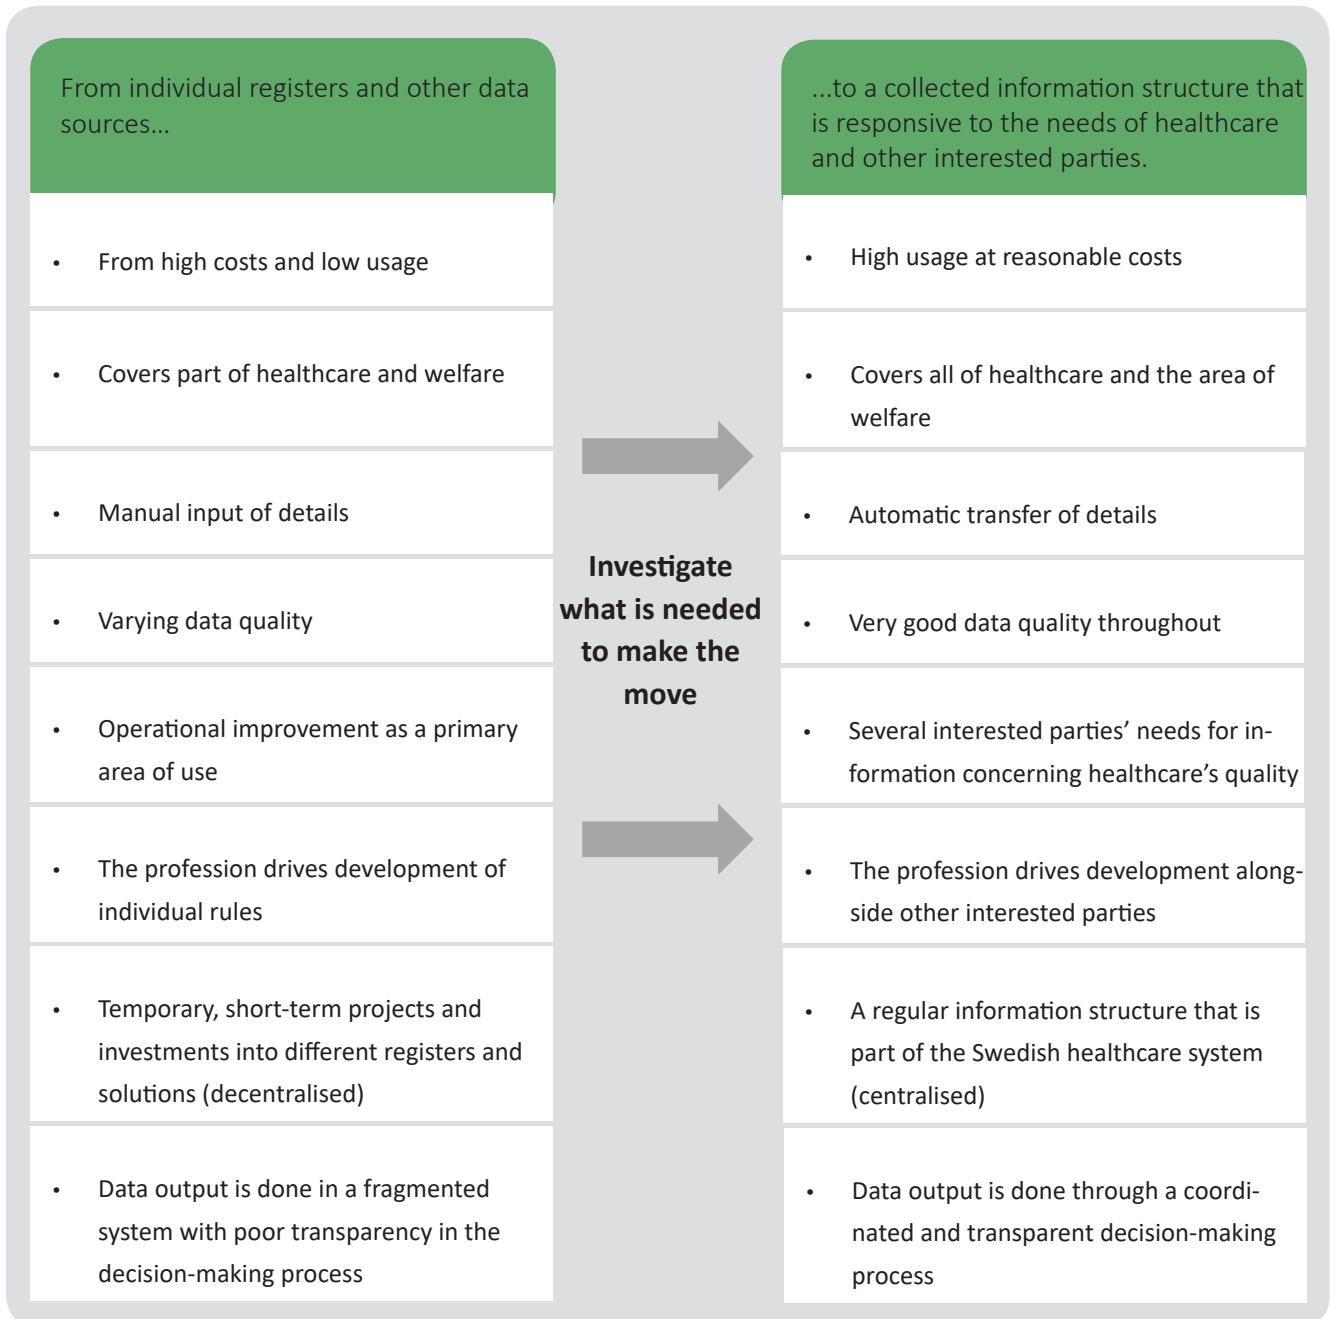 From individual registers and other data
sources...
• From high costs and low usage
• Covers part of healthcare and welfare
• Manual input of details
• Varying data quality
• Operational improvement as a primary
area of use
• The profession drives development of
individual rules
• Temporary, short-term projects and
investments into different registers and
solutions (decentralised)
• Data output is done in a fragmented
system with poor transparency in the
decision-making process
Investigate
what is needed
to make the
move
...to a collected information structure that
is responsive to the needs of healthcare
and other interested parties.
• High usage at reasonable costs
• Covers all of healthcare and the area of
welfare
• Automatic transfer of details
• Very good data quality throughout
• Several interested parties’ needs for in-
formation concerning healthcare’s quality
• The profession drives development along-
side other interested parties
• A regular information structure that is
part of the Swedish healthcare system
(centralised)
• Data output is done through a coordi-
nated and transparent decision-making
process